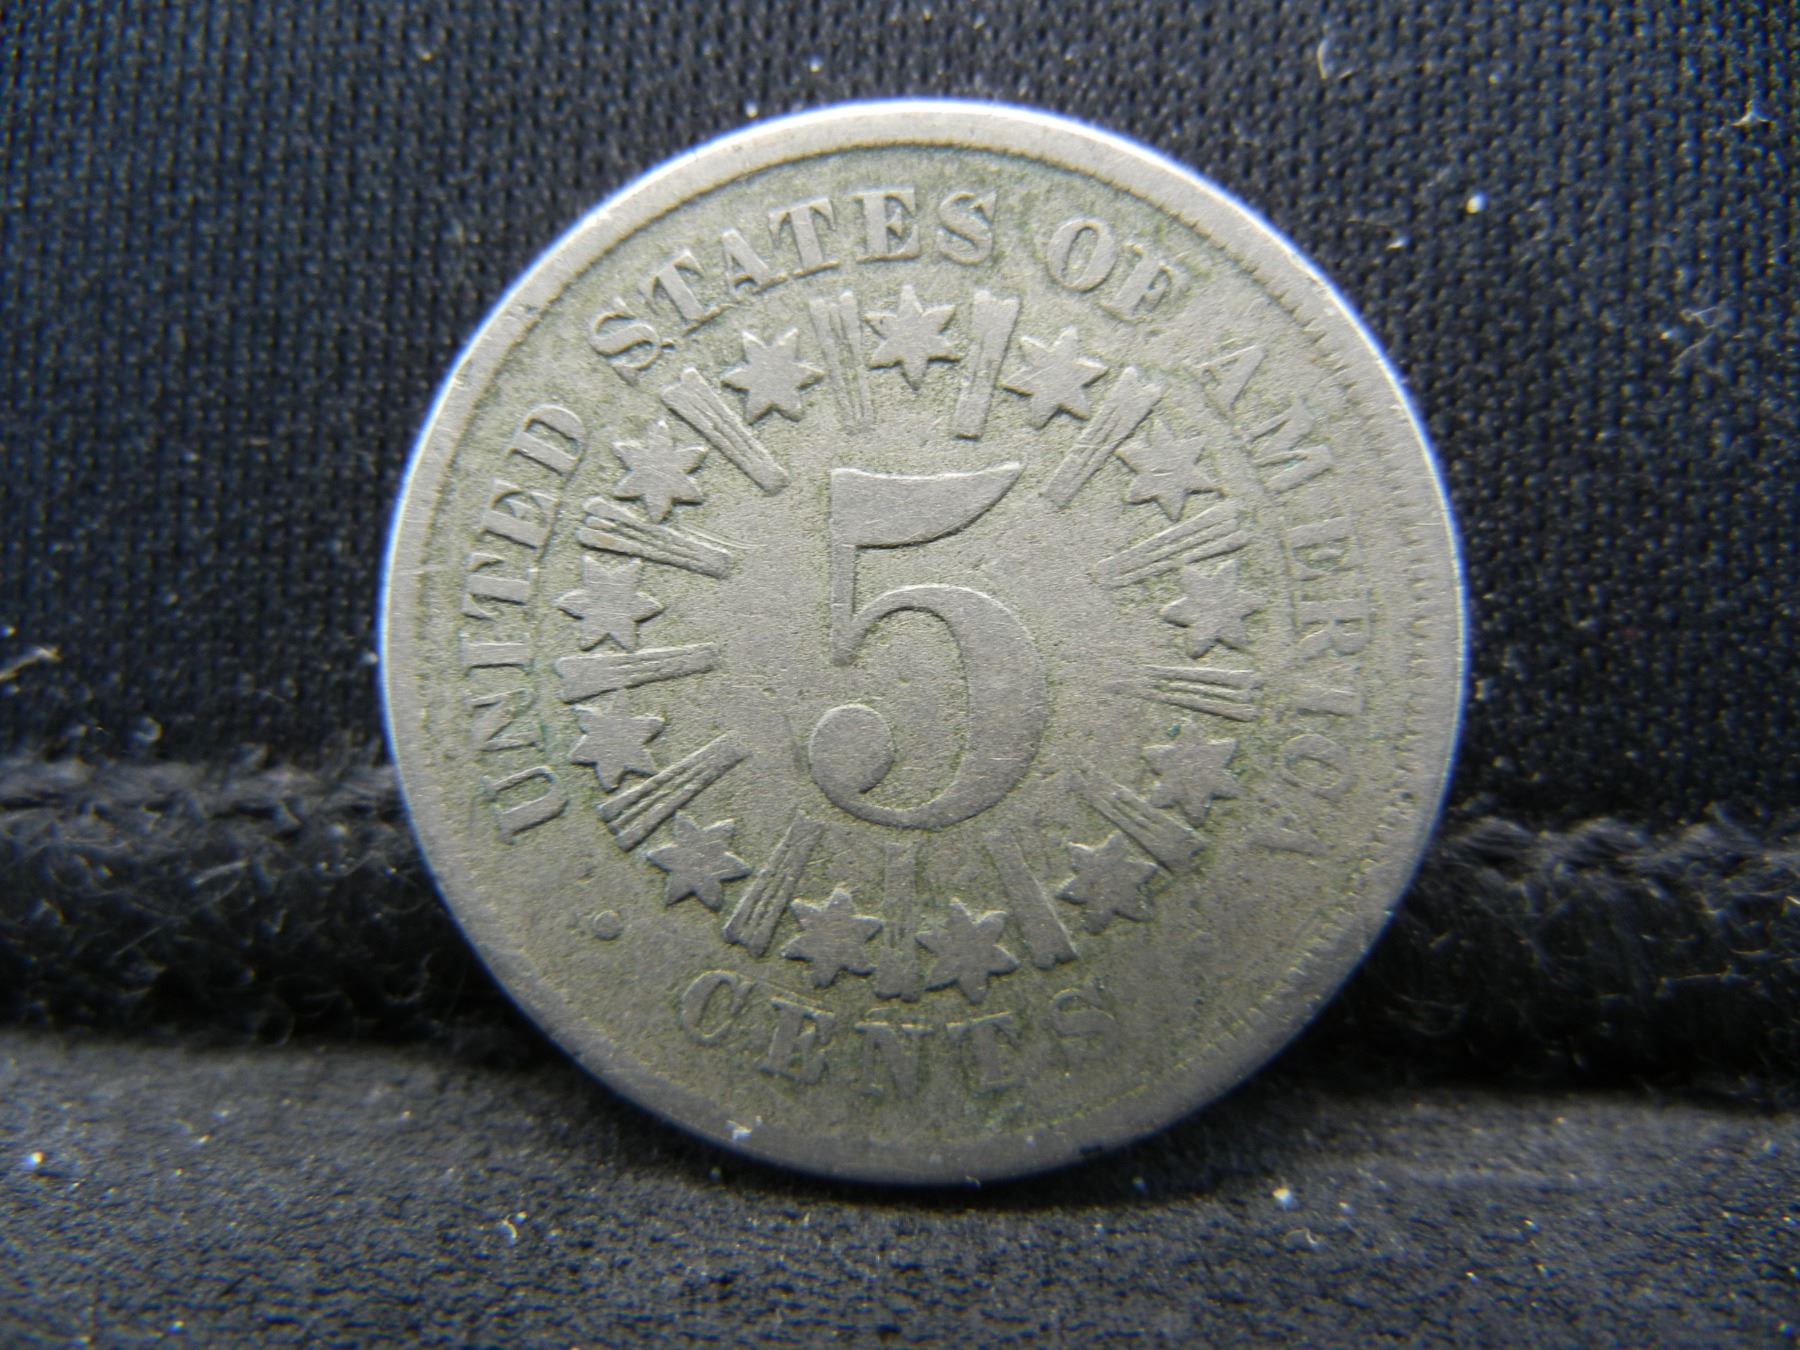 UNITED STATES OF AMERICA
5
CENTS